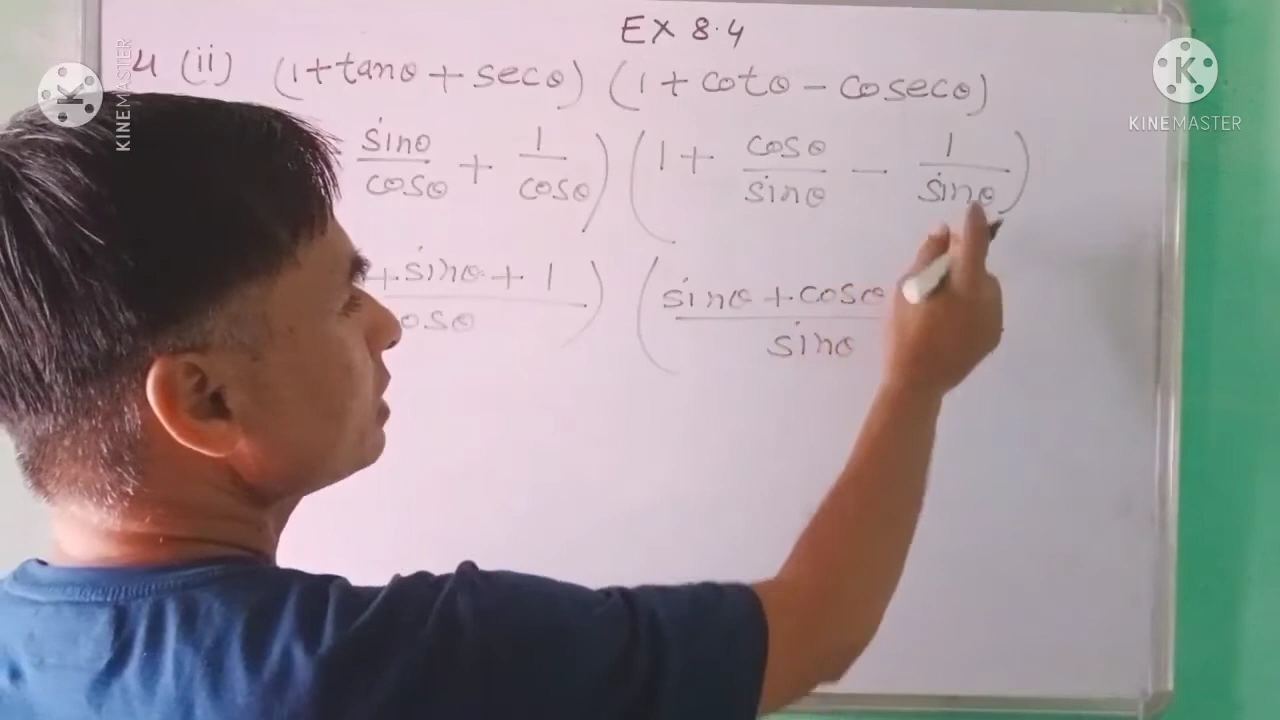 EX 8.4
4 (ii) (1+tanθ + secθ) (1 + cotθ - cosecθ)
sinθ/cosθ + 1/cosθ) (1 + cosθ/sinθ - 1/sinθ)
+ sinθ + 1/cosθ) (sinθ + cosθ/sinθ
K KINEMASTER
K KINEMASTER